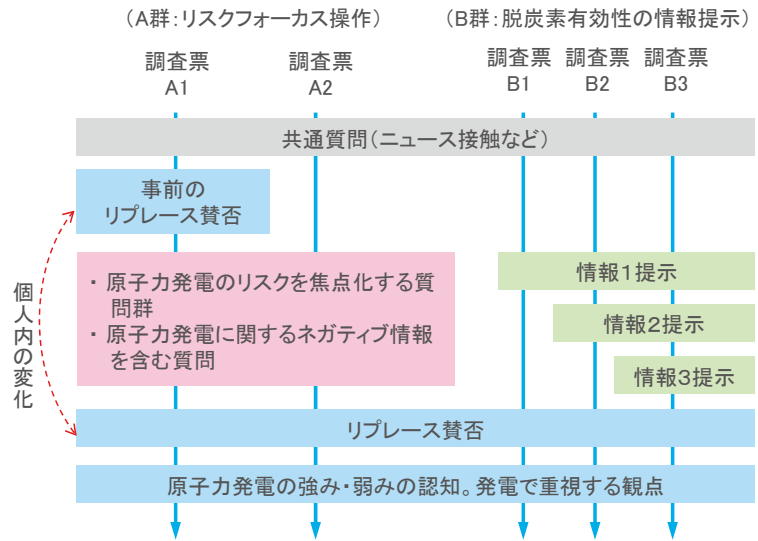 （A群：リスクフォーカス操作）
（B群：脱炭素有効性の情報提示）
調査票
A1
調査票
A2
調査票
B1
調査票
B2
調査票
B3
共通質問（ニュース接触など）
事前の
リプレース賛否
・ 原子力発電のリスクを焦点化する質
問群
・ 原子力発電に関するネガティブ情報
を含む質問
情報1提示
情報2提示
情報3提示
個人内の変化
リプレース賛否
原子力発電の強み・弱みの認知。発電で重視する観点